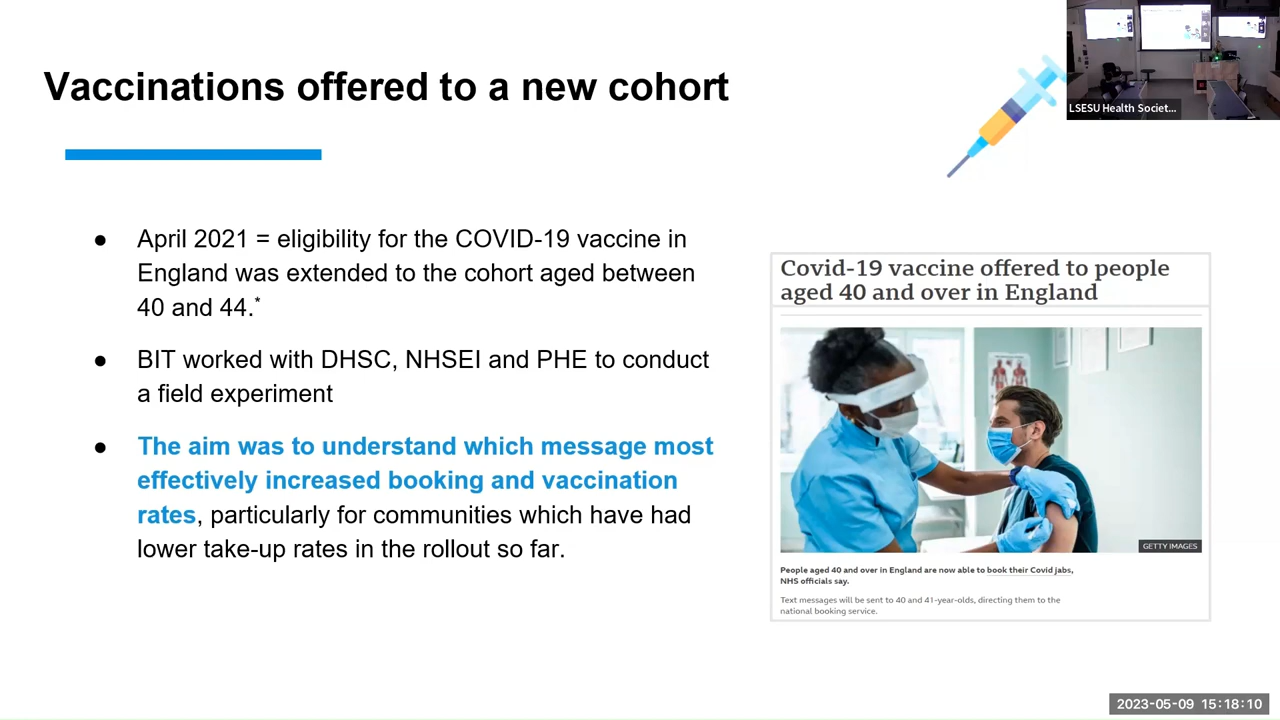 Vaccinations offered to a new cohort
LSESU Health Societ...
● April 2021 = eligibility for the COVID-19 vaccine in
England was extended to the cohort aged between
40 and 44.*
● BIT worked with DHSC, NHSEI and PHE to conduct
a field experiment
● The aim was to understand which message most
effectively increased booking and vaccination
rates, particularly for communities which have had
lower take-up rates in the rollout so far.
Covid-19 vaccine offered to people
aged 40 and over in England
GETTY IMAGES
People aged 40 and over in England are now able to book their Covid jabs,
NHS officials say.
Text messages will be sent to 40 and 41-year-olds, directing them to the
national booking service.
2023-05-09 15:18:10